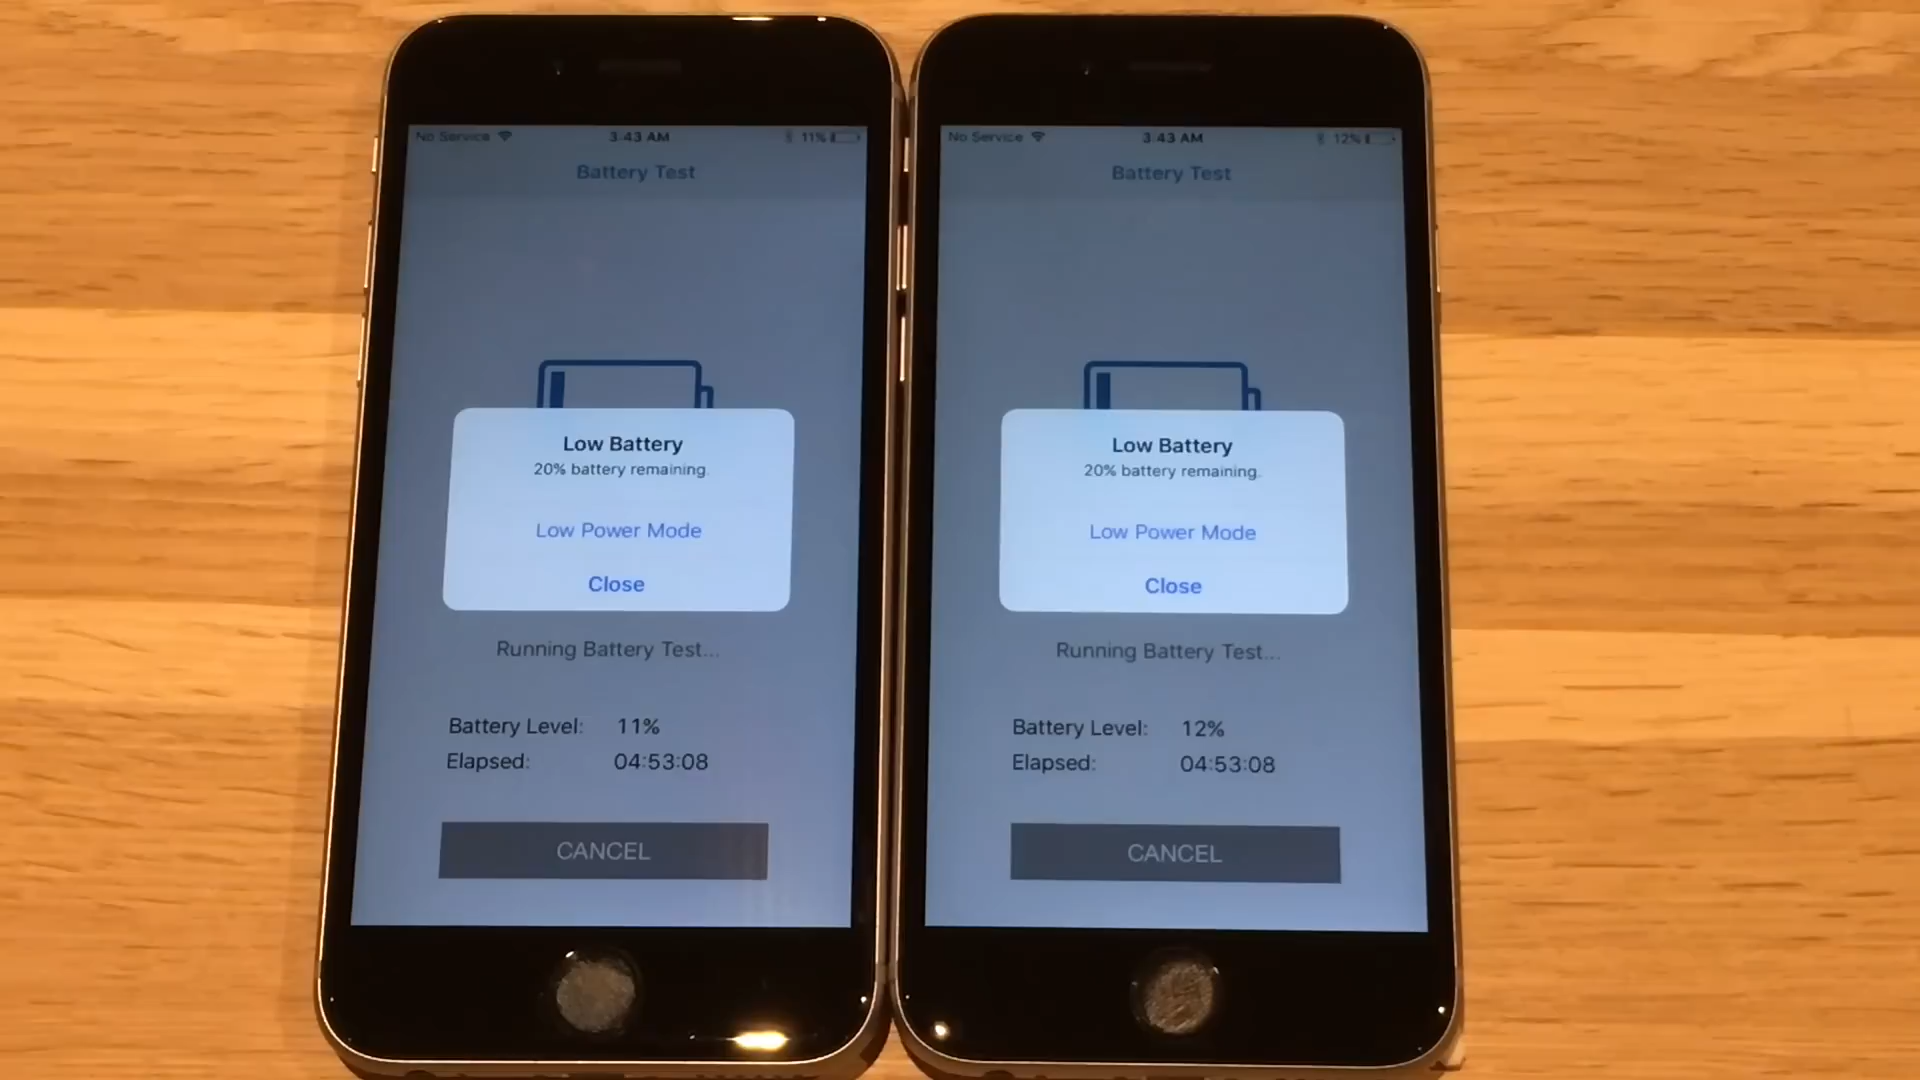 No Service 3:43 AM 11%
Battery Test
Low Battery
20% battery remaining.
Low Power Mode
Close
Running Battery Test...
Battery Level: 11%
Elapsed: 04:53:08
CANCEL
No Service 3:43 AM 12%
Battery Test
Low Battery
20% battery remaining.
Low Power Mode
Close
Running Battery Test...
Battery Level: 12%
Elapsed: 04:53:08
CANCEL